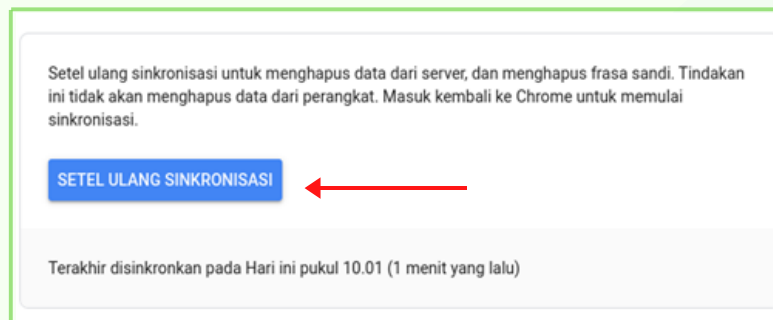 Setel ulang sinkronisasi untuk menghapus data dari server, dan menghapus frasa sandi. Tindakan
ini tidak akan menghapus data dari perangkat. Masuk kembali ke Chrome untuk memulai
sinkronisasi.
SETEL ULANG SINKRONISASI
Terakhir disinkronkan pada Hari ini pukul 10.01 (1 menit yang lalu)